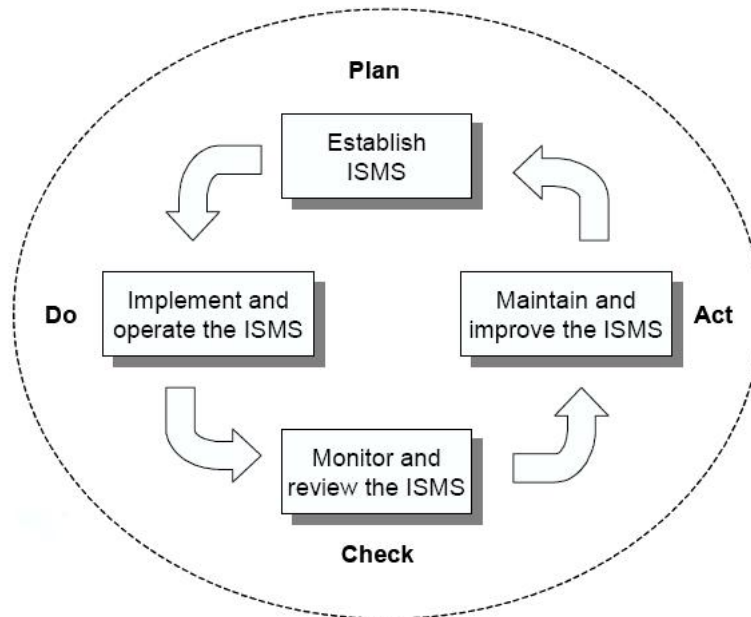 Plan
Establish
ISMS
Do
Implement and
operate the ISMS
Maintain and
improve the ISMS
Act
Monitor and
review the ISMS
Check